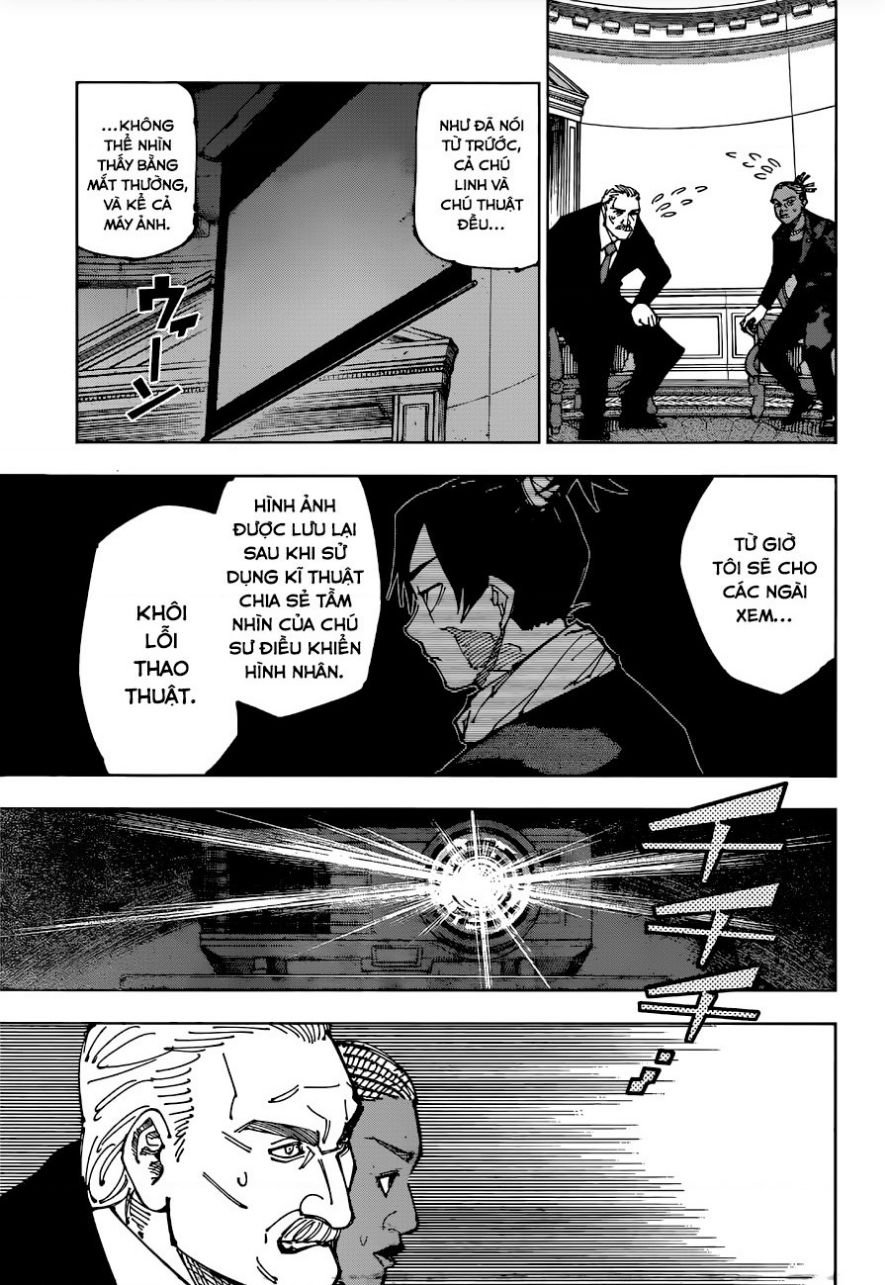 NHƯ ĐÃ NÓI
TỪ TRƯỚC,
CẢ CHÚ
LINH VÀ
CHÚ THUẬT
ĐỀU...
...KHÔNG
THỂ NHÌN
THẤY BẰNG
MẮT THƯỜNG,
VÀ KỂ CẢ
MÁY ẢNH.
ウィーン
TỪ GIỜ
TÔI SẼ CHO
CÁC NGÀI
XEM...
HÌNH ẢNH
ĐƯỢC LƯU LẠI
SAU KHI SỬ
DỤNG KĨ THUẬT
CHIA SẺ TẦM
NHÌN CỦA CHÚ
SƯ ĐIỀU KHIỂN
HÌNH NHÂN.
KHÔI
LỖI
THAO
THUẬT.
チチチ...